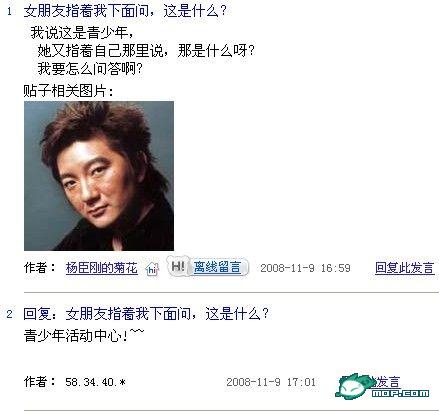 1 女朋友指着我下面问，这是什么？
我说这是青少年，
她又指着自己那里说，那是什么呀？
我要怎么问答啊？
贴子相关图片：
作者： 杨臣刚的菊花 hi Hi 离线留言 2008-11-9 16:59 回复此发言
2 回复：女朋友指着我下面问，这是什么？
青少年活动中心!~~
作者： 58.34.40.* 2008-11-9 17:01 发言
MOP.COM